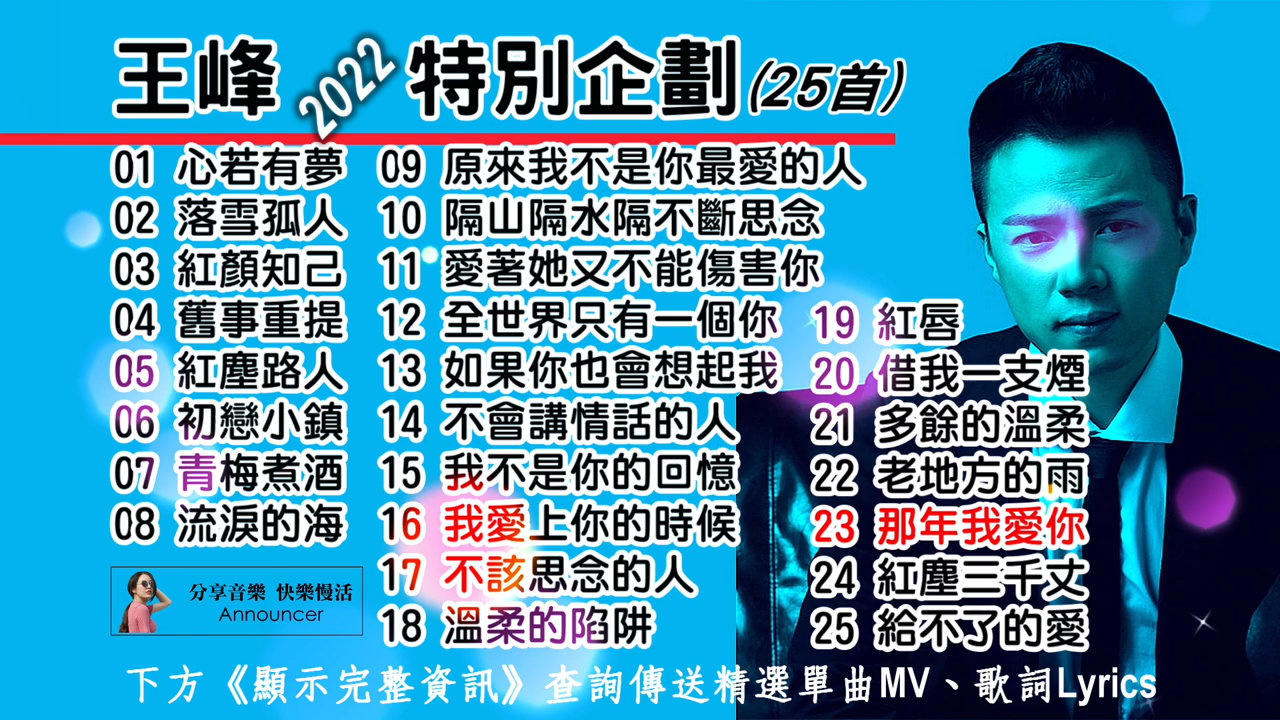 王峰 2022 特別企劃 (25首)
01 心若有夢
02 落雪孤人
03 紅顏知己
04 舊事重提
05 紅塵路人
06 初戀小鎮
07 青梅煮酒
08 流淚的海
09 原來我不是你最愛的人
10 隔山隔水隔不斷思念
11 愛著她又不能傷害你
12 全世界只有一個你
13 如果你也會想起我
14 不會講情話的人
15 我不是你的回憶
16 我愛上你的時候
17 不該思念的人
18 溫柔的陷阱
19 紅唇
20 借我一支煙
21 多餘的溫柔
22 老地方的雨
23 那年我愛你
24 紅塵三千丈
25 給不了的愛
分享音樂 快樂慢活
Announcer
下方《顯示完整資訊》查詢傳送精選單曲MV、歌詞Lyrics